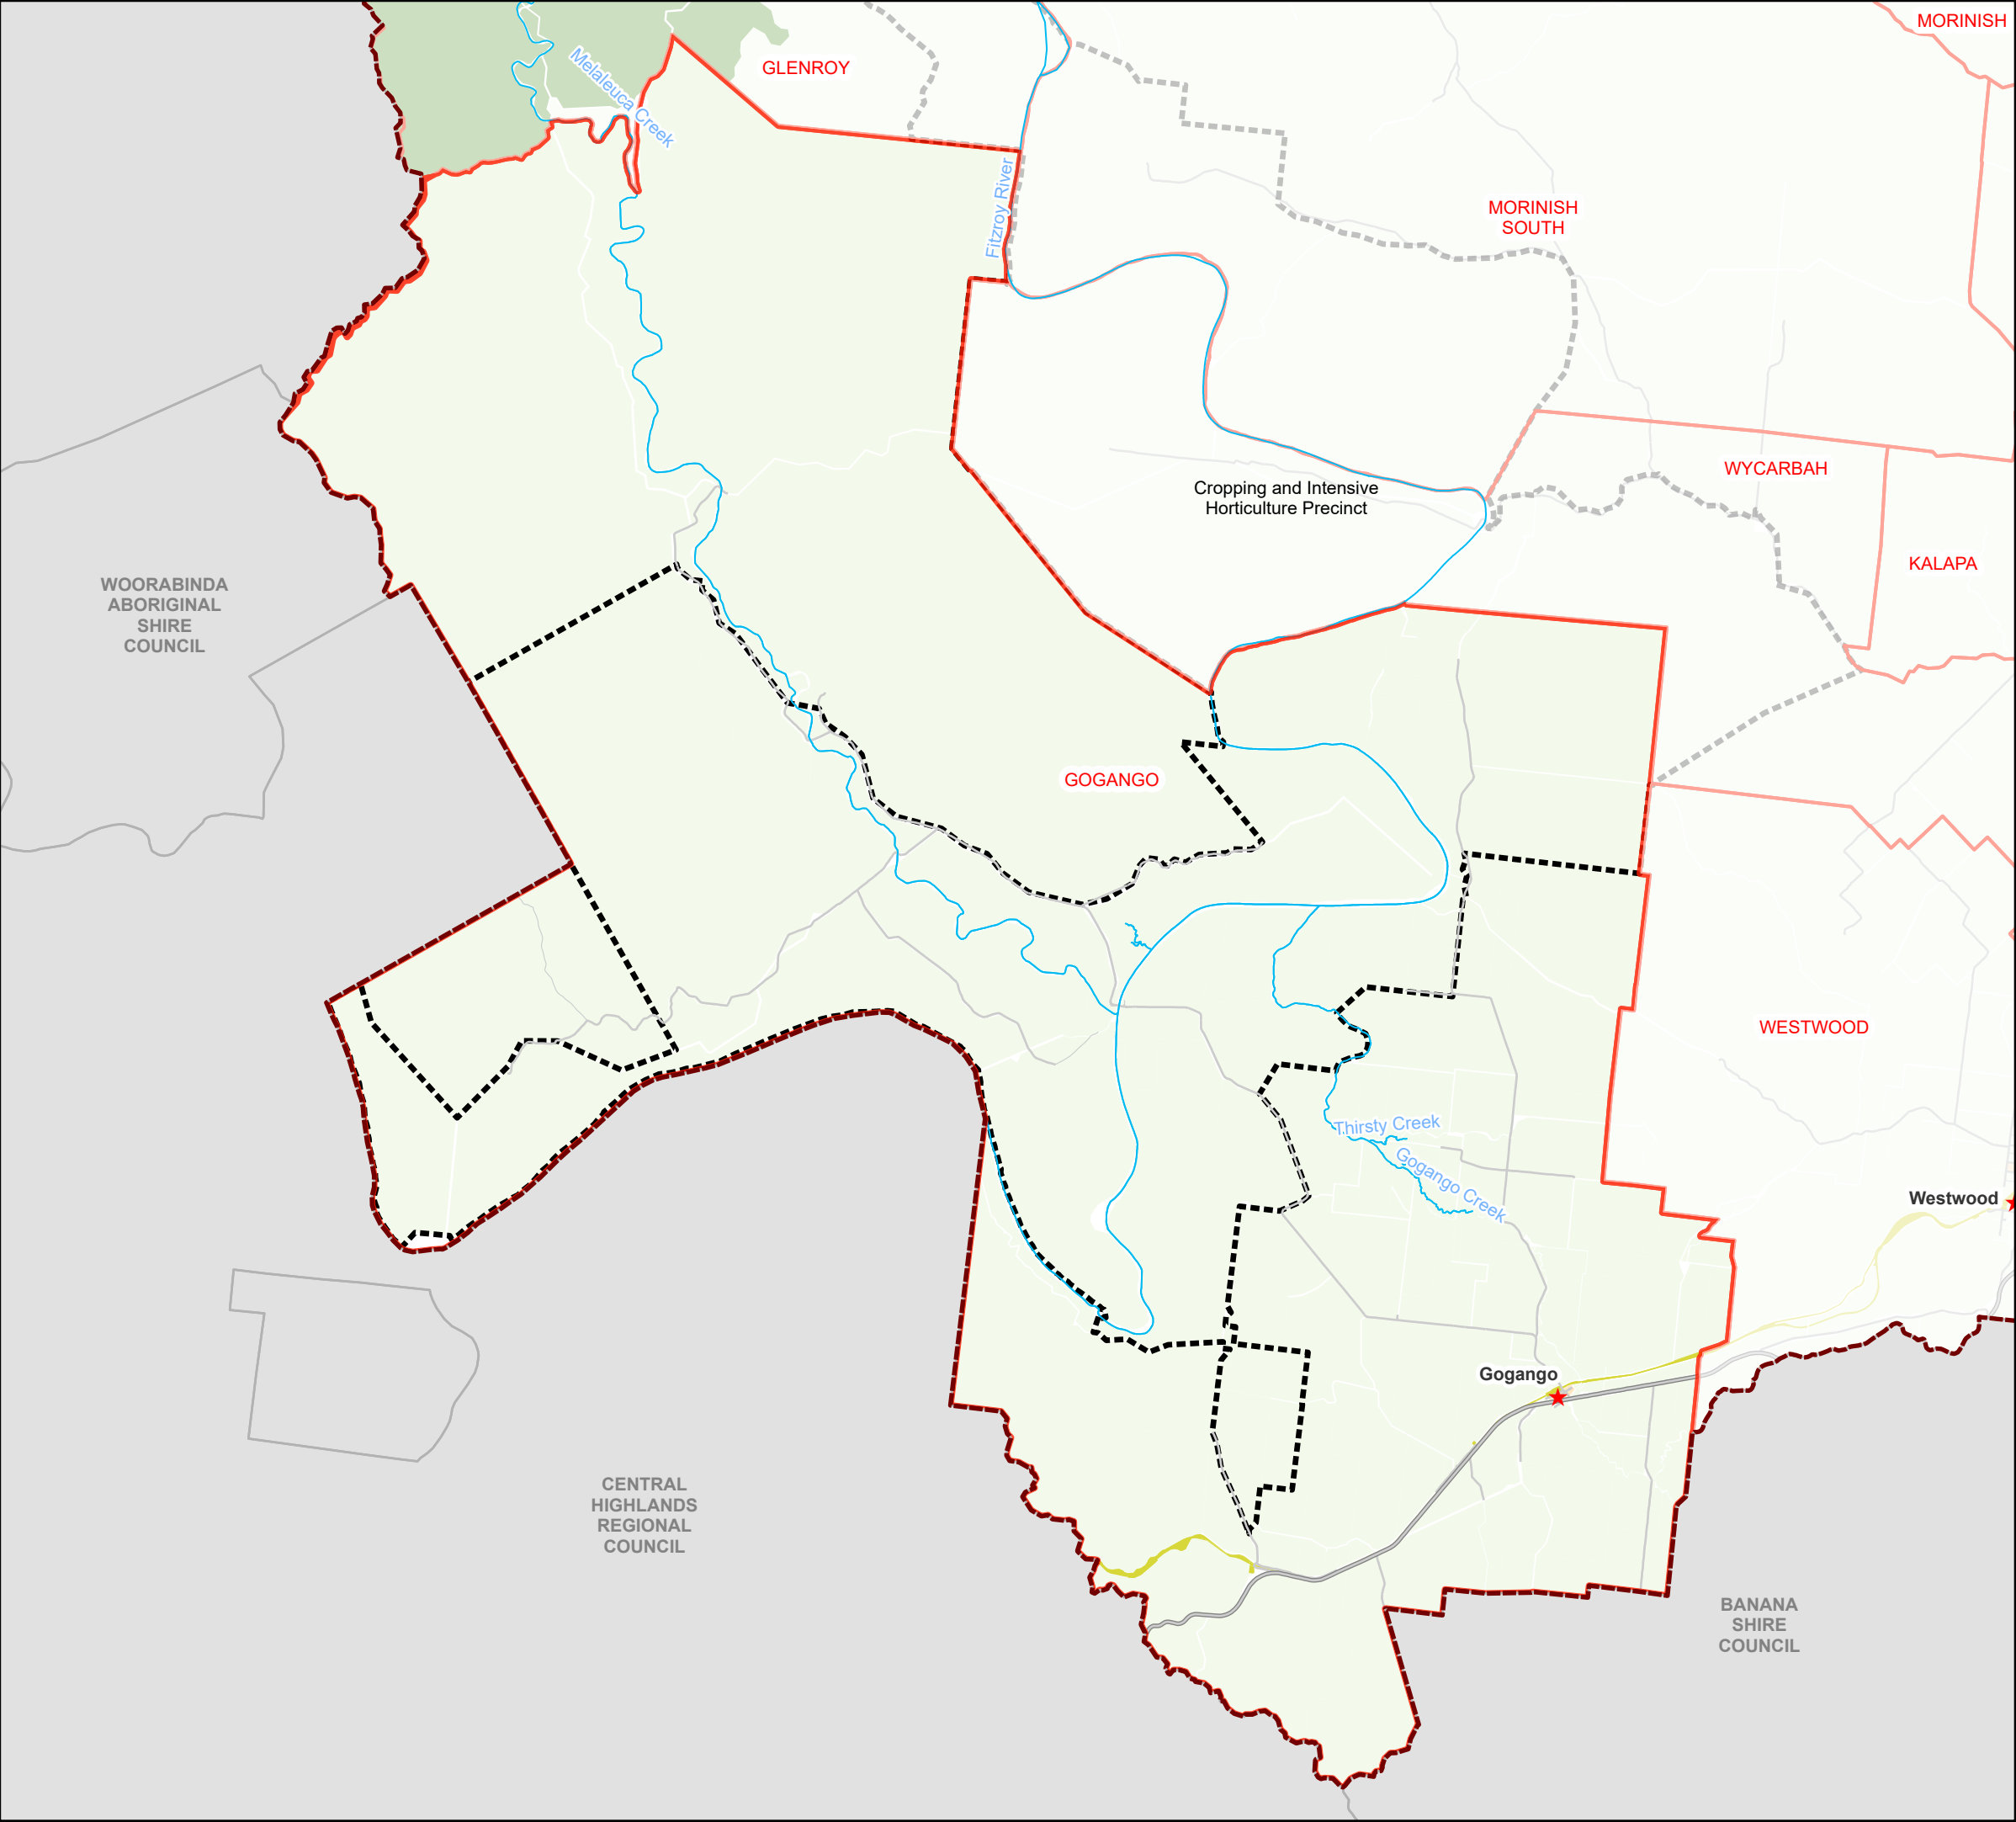 MORINISH
GLENROY
Melaleuca Creek
Fitzroy River
MORINISH
SOUTH
WYCARBAH
Cropping and Intensive
Horticulture Precinct
KALAPA
WOORABINDA
ABORIGINAL
SHIRE
COUNCIL
GOGANGO
WESTWOOD
Thirsty Creek
Gogango Creek
Westwood
Gogango
CENTRAL
HIGHLANDS
REGIONAL
COUNCIL
BANANA
SHIRE
COUNCIL